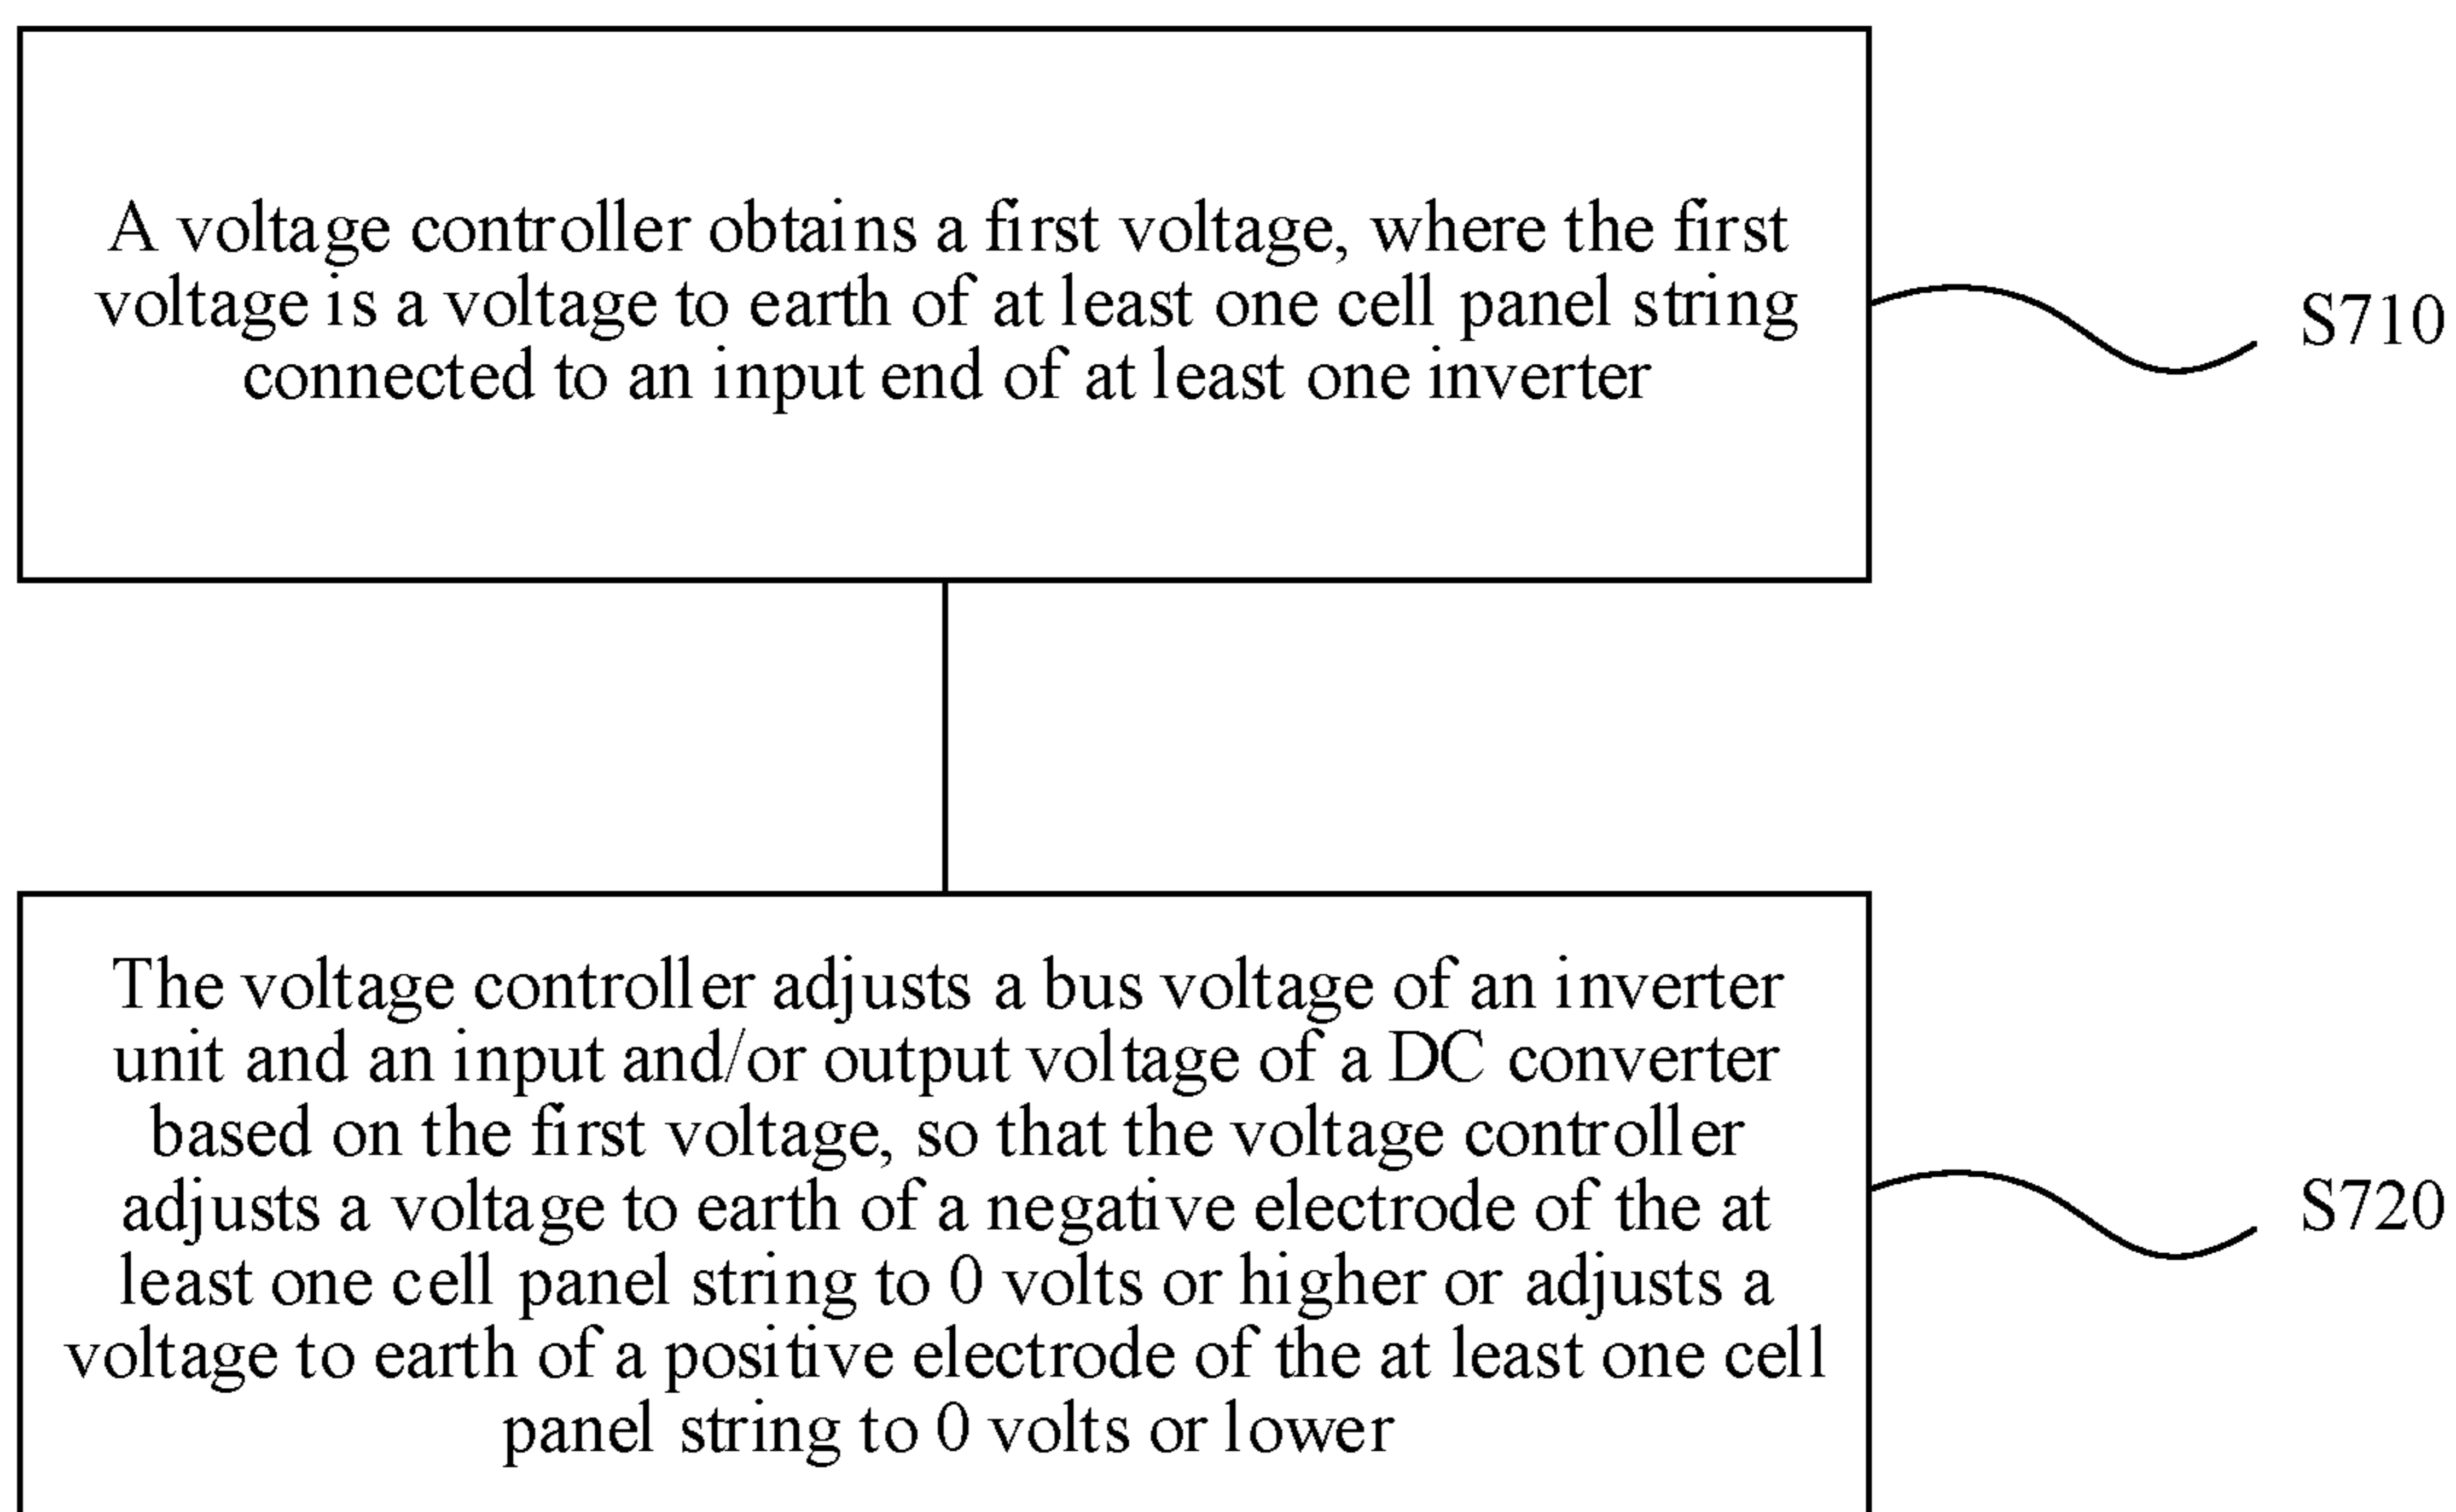 A voltage controller obtains a first voltage, where the first
voltage is a voltage to earth of at least one cell panel string
connected to an input end of at least one inverter
S710
The voltage controller adjusts a bus voltage of an inverter
unit and an input and/or output voltage of a DC converter
based on the first voltage, so that the voltage controller
adjusts a voltage to earth of a negative electrode of the at
least one cell panel string to 0 volts or higher or adjusts a
voltage to earth of a positive electrode of the at least one cell
panel string to 0 volts or lower
S720